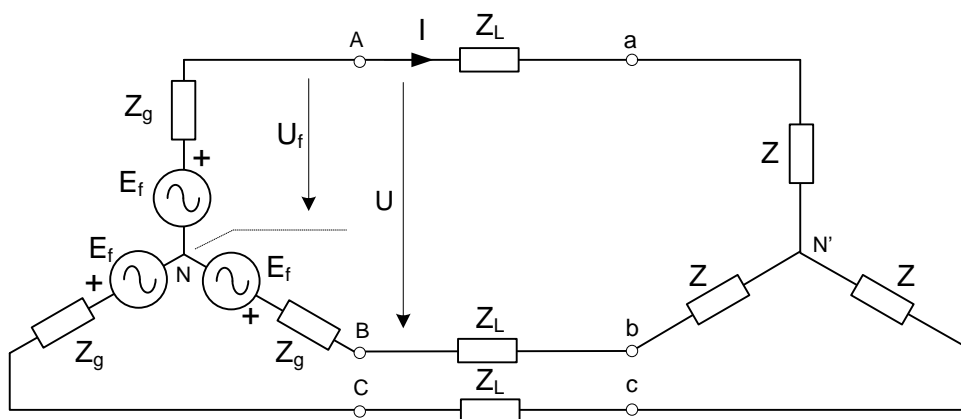 A I Z_L a
Z_g
U_f
Z
E_f +
U
N'
E_f N E_f
+ +
Z Z
Z_g Z_g B Z_L b
C Z_L c